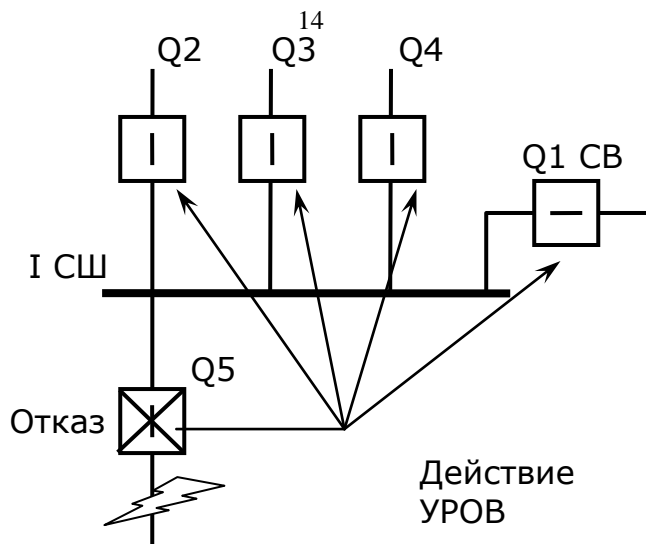 14
Q2
Q3
Q4
Q1 СВ
I СШ
Q5
Отказ
Действие
УРОВ